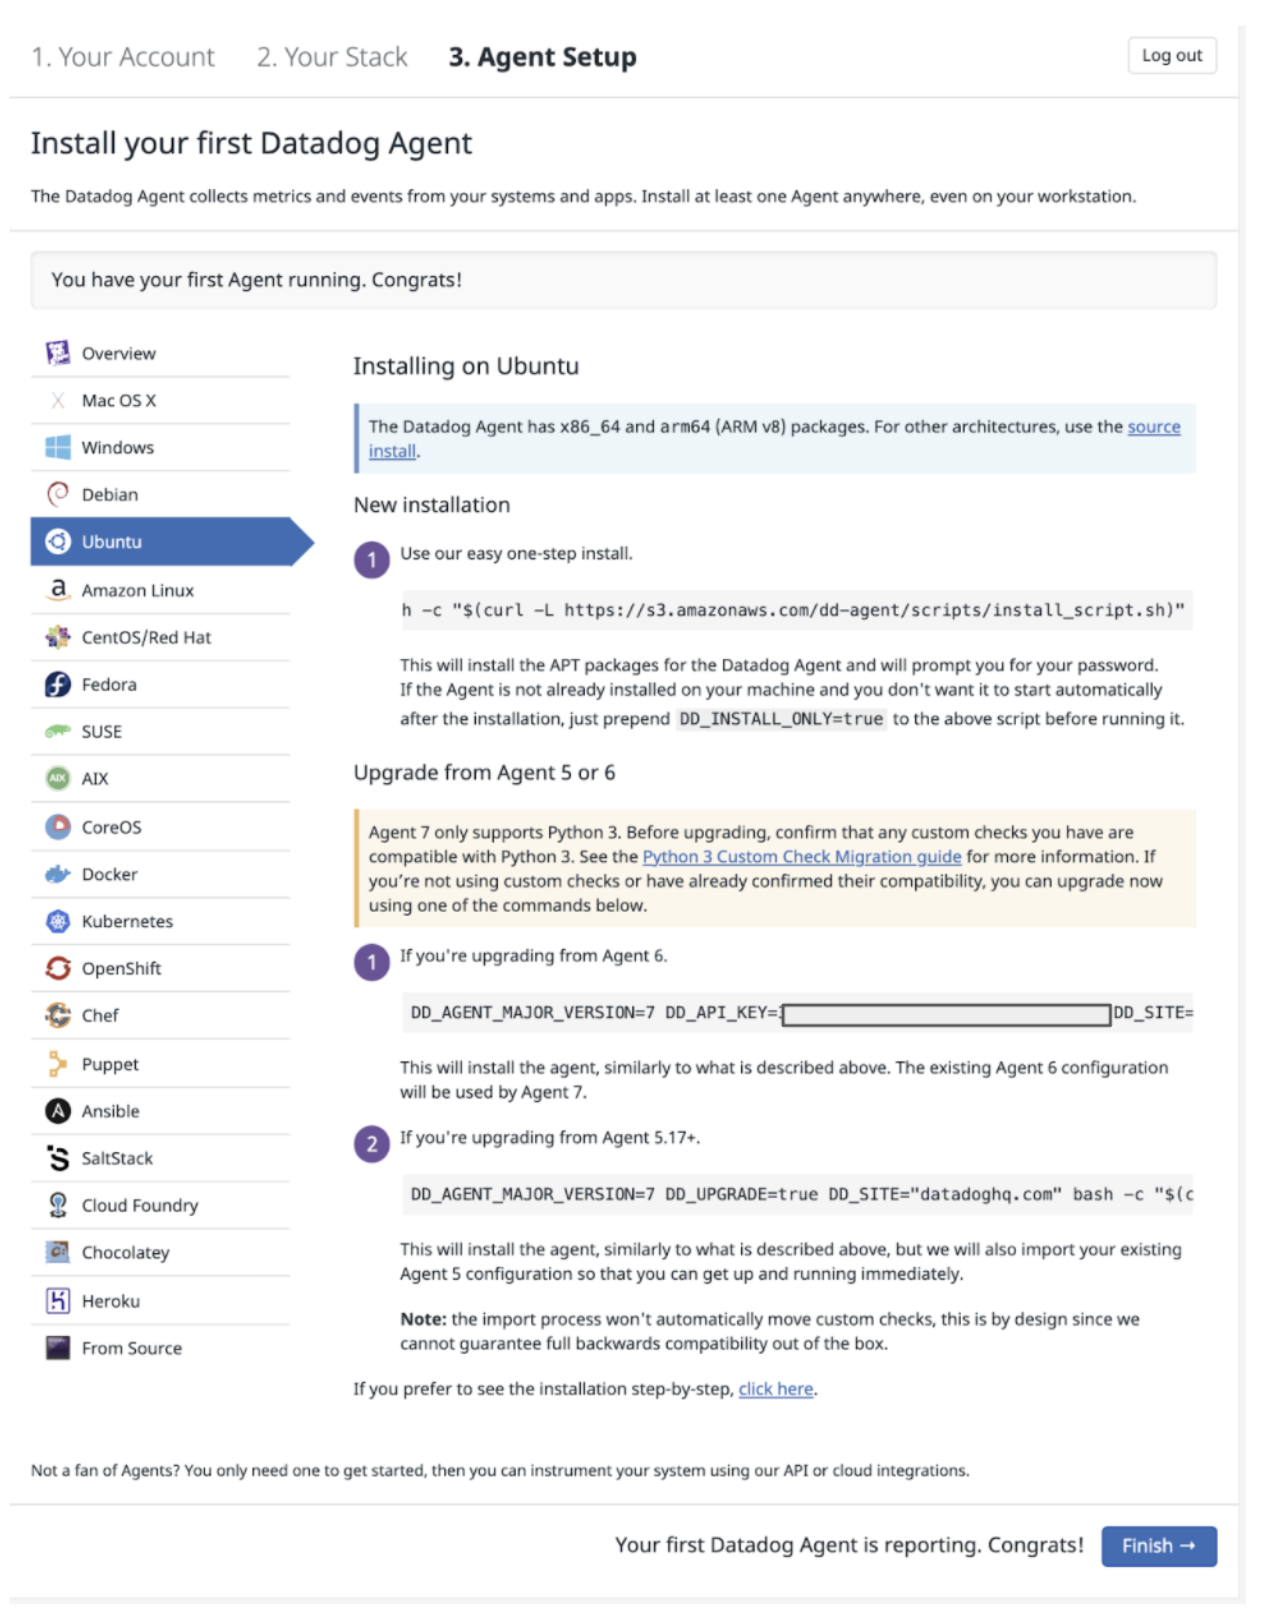 1. Your Account 2. Your Stack 3. Agent Setup Log out
Install your first Datadog Agent
The Datadog Agent collects metrics and events from your systems and apps. Install at least one Agent anywhere, even on your workstation.
You have your first Agent running. Congrats!
Overview
Mac OS X
Windows
Debian
Ubuntu
Amazon Linux
CentOS/Red Hat
Fedora
SUSE
AIX
CoreOS
Docker
Kubernetes
OpenShift
Chef
Puppet
Ansible
SaltStack
Cloud Foundry
Chocolatey
Heroku
From Source
Installing on Ubuntu
The Datadog Agent has x86_64 and arm64 (ARM v8) packages. For other architectures, use the source
install.
New installation
1 Use our easy one-step install.
h -c "$(curl -L https://s3.amazonaws.com/dd-agent/scripts/install_script.sh)"
This will install the APT packages for the Datadog Agent and will prompt you for your password.
If the Agent is not already installed on your machine and you don't want it to start automatically
after the installation, just prepend DD_INSTALL_ONLY=true to the above script before running it.
Upgrade from Agent 5 or 6
Agent 7 only supports Python 3. Before upgrading, confirm that any custom checks you have are
compatible with Python 3. See the Python 3 Custom Check Migration guide for more information. If
you're not using custom checks or have already confirmed their compatibility, you can upgrade now
using one of the commands below.
1 If you're upgrading from Agent 6.
DD_AGENT_MAJOR_VERSION=7 DD_API_KEY= DD_SITE=
This will install the agent, similarly to what is described above. The existing Agent 6 configuration
will be used by Agent 7.
2 If you're upgrading from Agent 5.17+.
DD_AGENT_MAJOR_VERSION=7 DD_UPGRADE=true DD_SITE="datadoghq.com" bash -c "$(c
This will install the agent, similarly to what is described above, but we will also import your existing
Agent 5 configuration so that you can get up and running immediately.
Note: the import process won't automatically move custom checks, this is by design since we
cannot guarantee full backwards compatibility out of the box.
If you prefer to see the installation step-by-step, click here.
Not a fan of Agents? You only need one to get started, then you can instrument your system using our API or cloud integrations.
Your first Datadog Agent is reporting. Congrats! Finish →